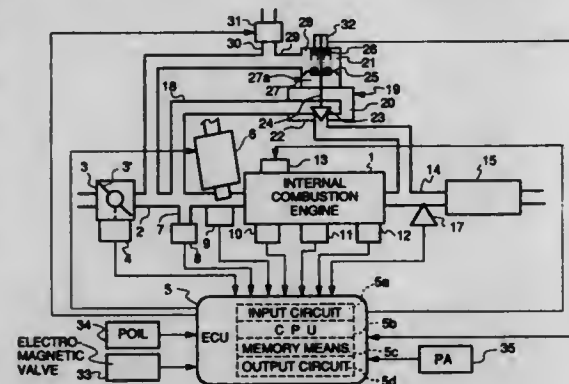 31
32
30
29
28
26
21
25
27a
27
19
20
18
24
23
22
6
1
3
3'
13
14
15
INTERNAL
COMBUSTION
ENGINE
2
7
9
10
11
12
17
4
8
5
5a
INPUT CIRCUIT
5b
ECU
C P U
MEMORY MEANS
5c
OUTPUT CIRCUIT
5d
34
POIL
ELECTRO-
MAGNETIC
VALVE
33
PA
35